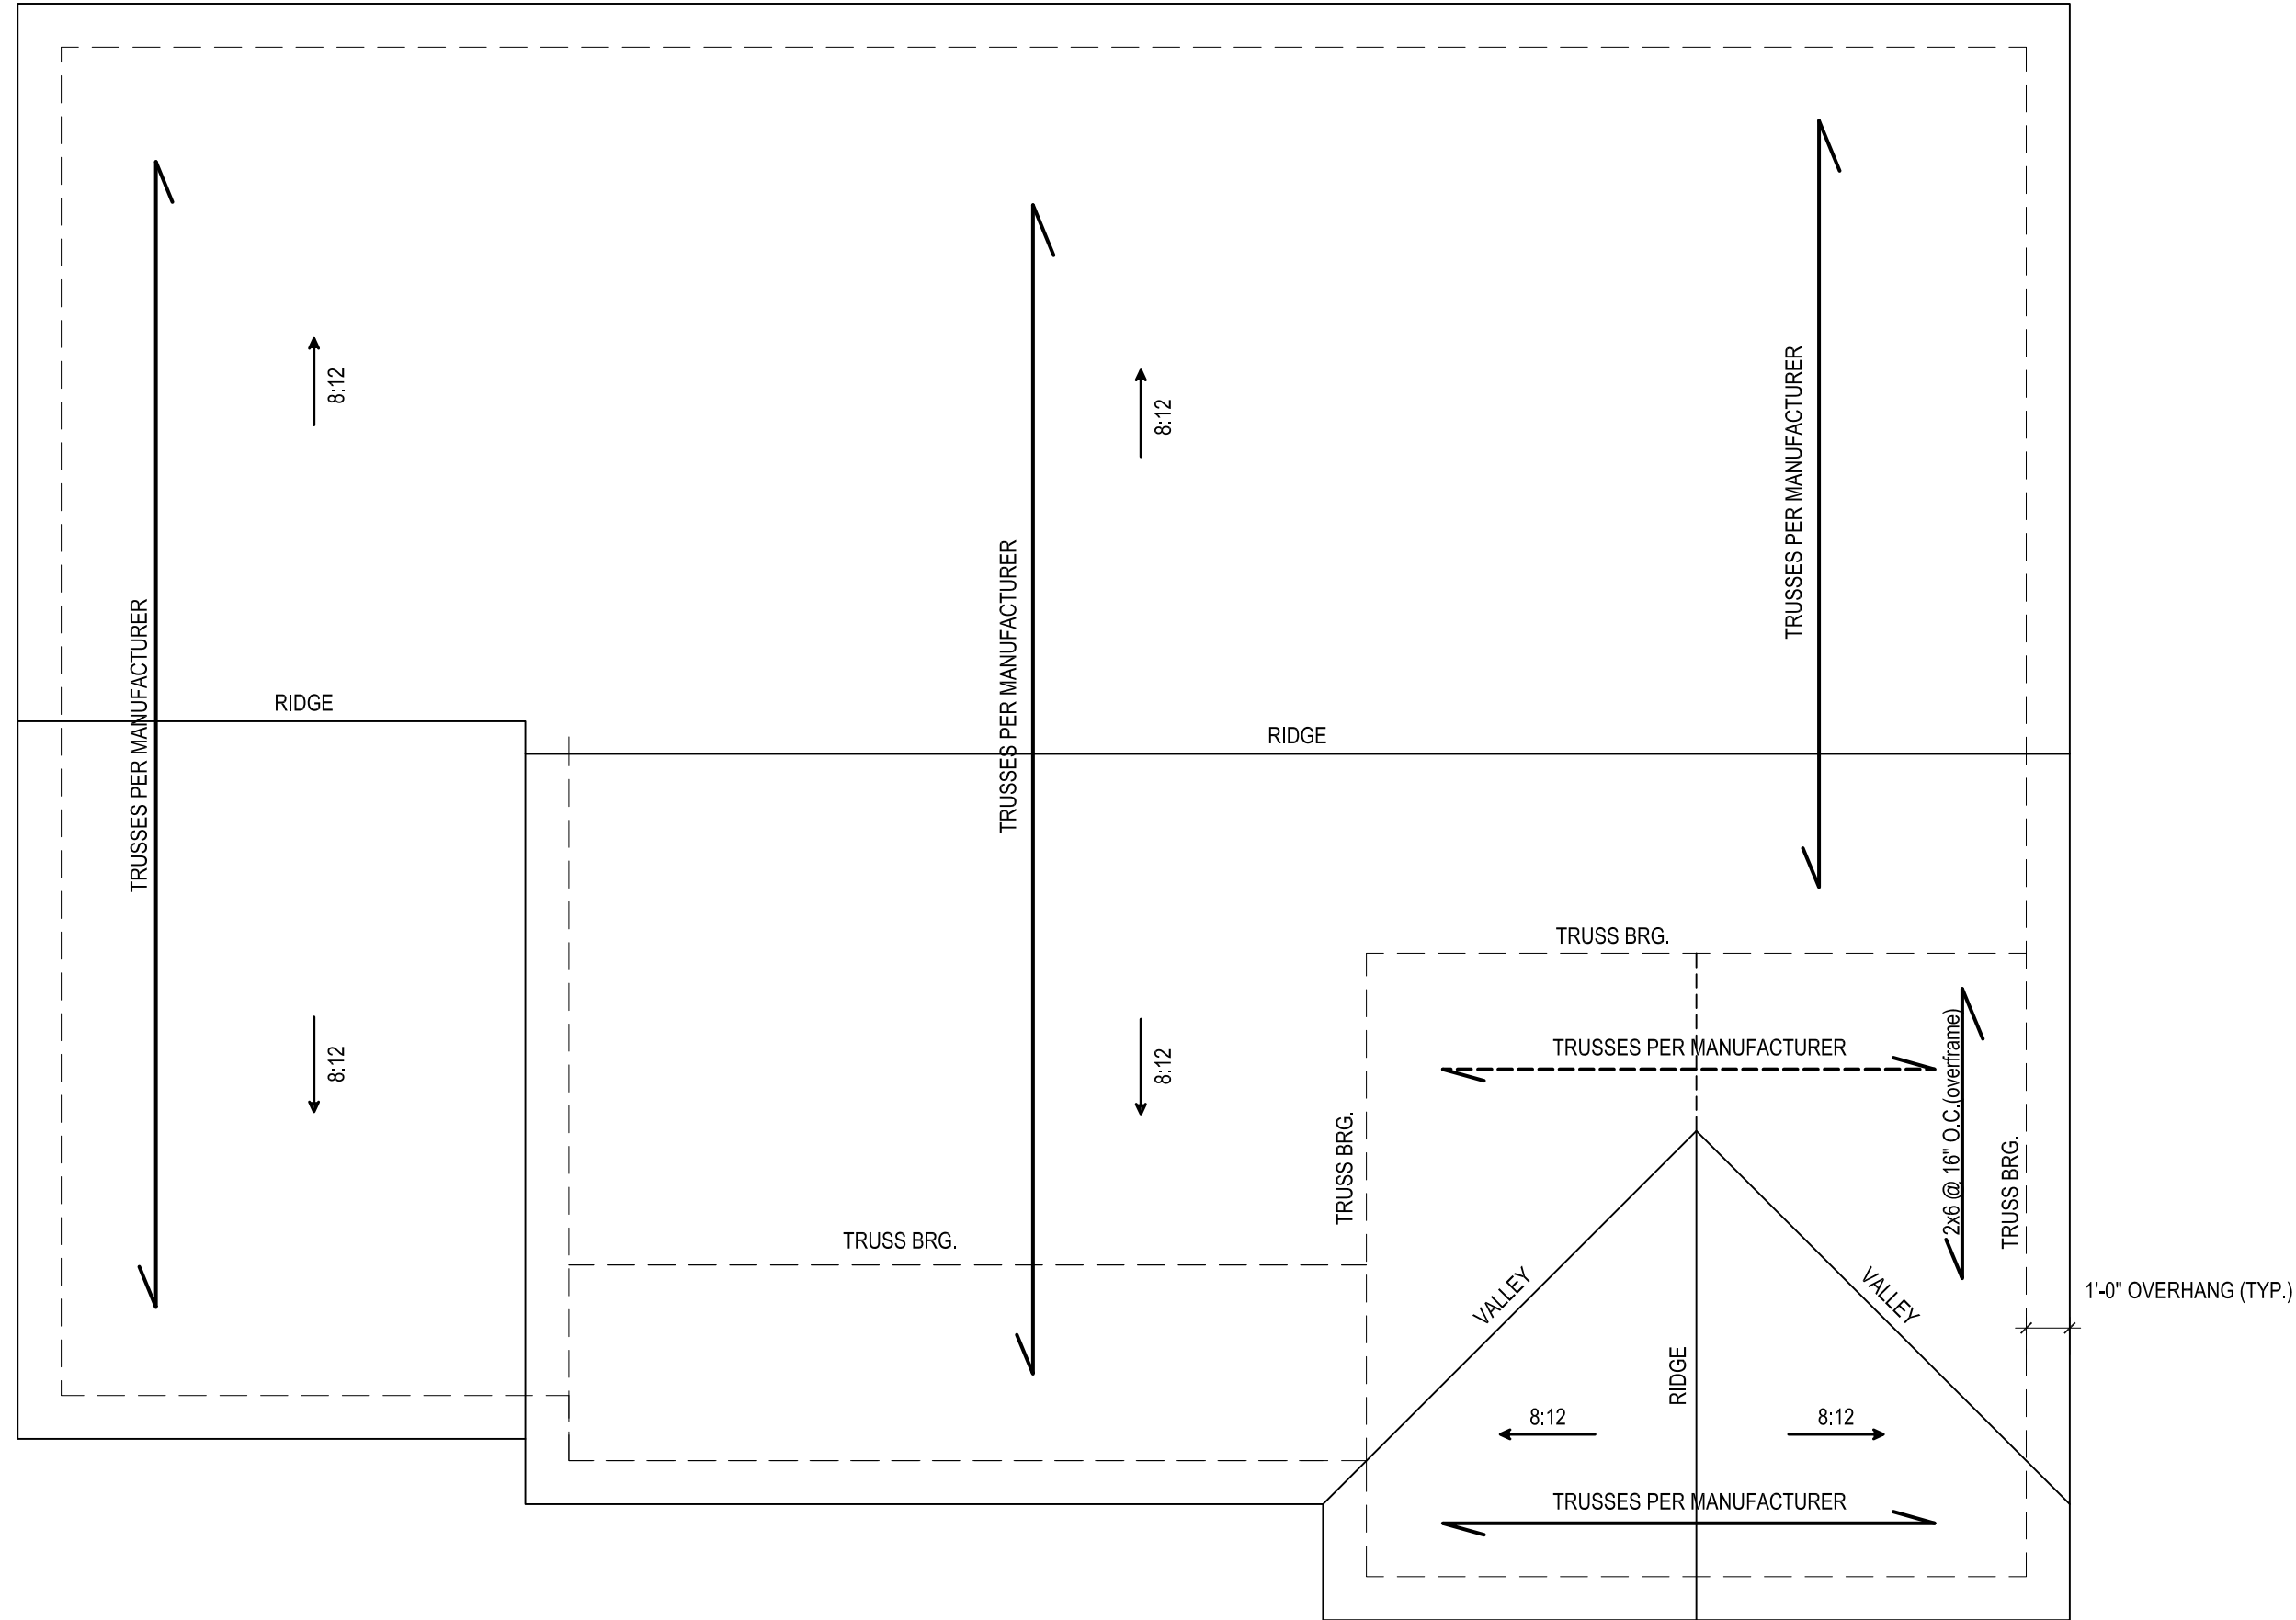 8:12
8:12
TRUSSES PER MANUFACTURER
TRUSSES PER MANUFACTURER
TRUSSES PER MANUFACTURER
RIDGE
RIDGE
TRUSS BRG.
TRUSSES PER MANUFACTURER
2x6 @ 16" O.C.(overframe)
8:12
8:12
TRUSS BRG.
TRUSS BRG.
TRUSS BRG.
VALLEY
VALLEY
1'-0" OVERHANG (TYP.)
RIDGE
8:12
8:12
TRUSSES PER MANUFACTURER